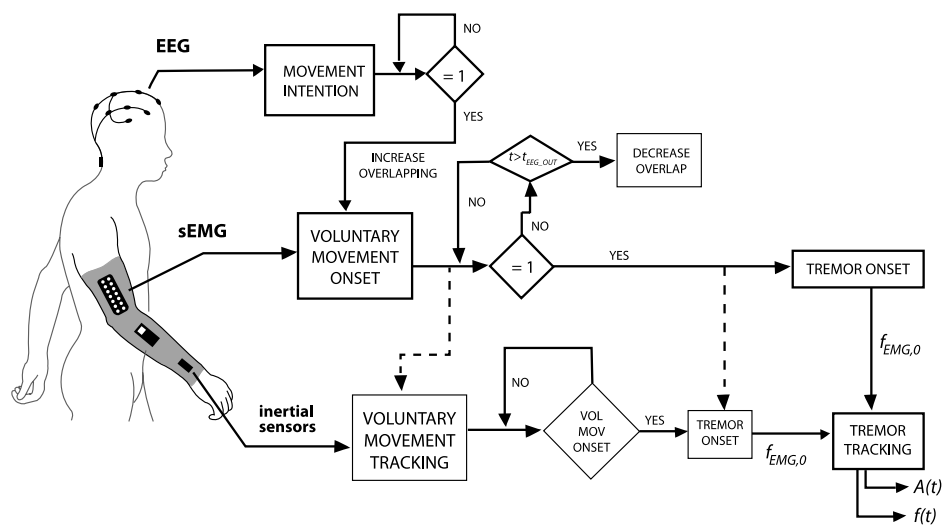 EEG
MOVEMENT
INTENTION
NO
= 1
YES
INCREASE
OVERLAPPING
t>t_EEG_OUT
YES
DECREASE
OVERLAP
NO
NO
sEMG
VOLUNTARY
MOVEMENT
ONSET
= 1
YES
TREMOR ONSET
f_EMG,0
inertial
sensors
VOLUNTARY
MOVEMENT
TRACKING
NO
VOL
MOV
ONSET
YES
TREMOR
ONSET
f_EMG,0
TREMOR
TRACKING
A(t)
f(t)